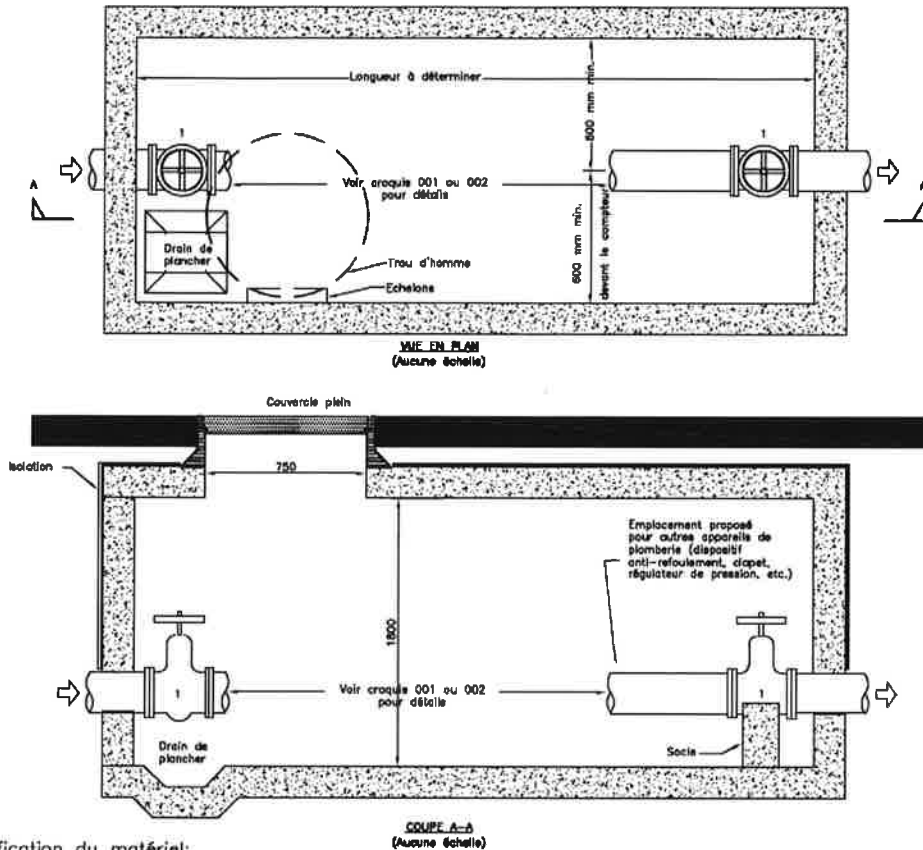 Longueur à déterminer
600 mm min.
1
1
A
A
Voir croquis 001 ou 002
pour détails
600 mm min.
devant le compteur
Drain de
plancher
Trou d'homme
Echelons
VUE EN PLAN
(Aucune échelle)
Couvercle plein
Isolation
750
Emplacement proposé
pour autres appareils de
plomberie (dispositif
anti-refoulement, clapet,
régulateur de pression, etc.)
1800
1
Voir croquis 001 ou 002
pour détails
1
Drain de
plancher
Socle
COUPE A-A
(Aucune échelle)
fication du matériel: